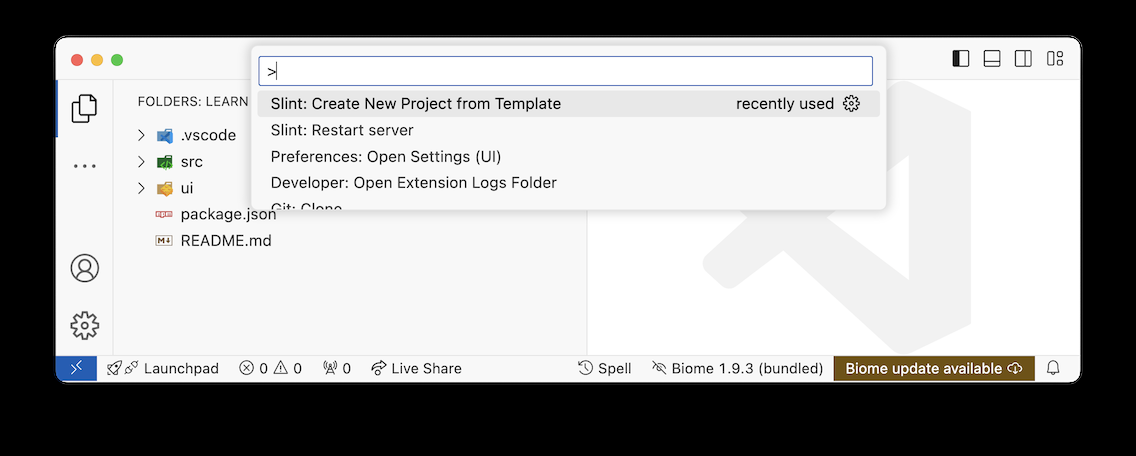 >
Slint: Create New Project from Template recently used
Slint: Restart server
Preferences: Open Settings (UI)
Developer: Open Extension Logs Folder
Git: Clone
FOLDERS: LEARN
.vscode
src
ui
package.json
README.md
Launchpad 0 0 0 Live Share Spell Biome 1.9.3 (bundled) Biome update available